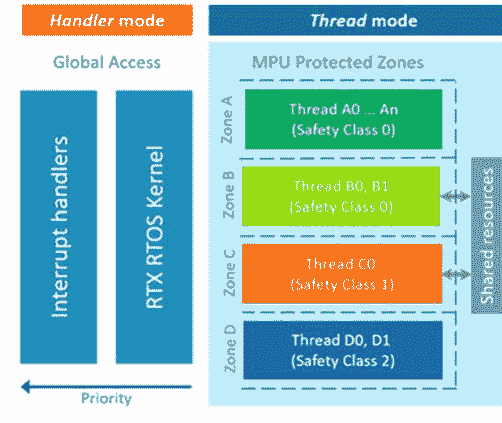 Handler mode
Thread mode
Global Access
MPU Protected Zones
Interrupt handlers
RTX RTOS Kernel
Zone A
Thread A0 ... An
(Safety Class 0)
Zone B
Thread B0, B1
(Safety Class 0)
Zone C
Thread C0
(Safety Class 1)
Zone D
Thread D0, D1
(Safety Class 2)
Shared resources
Priority